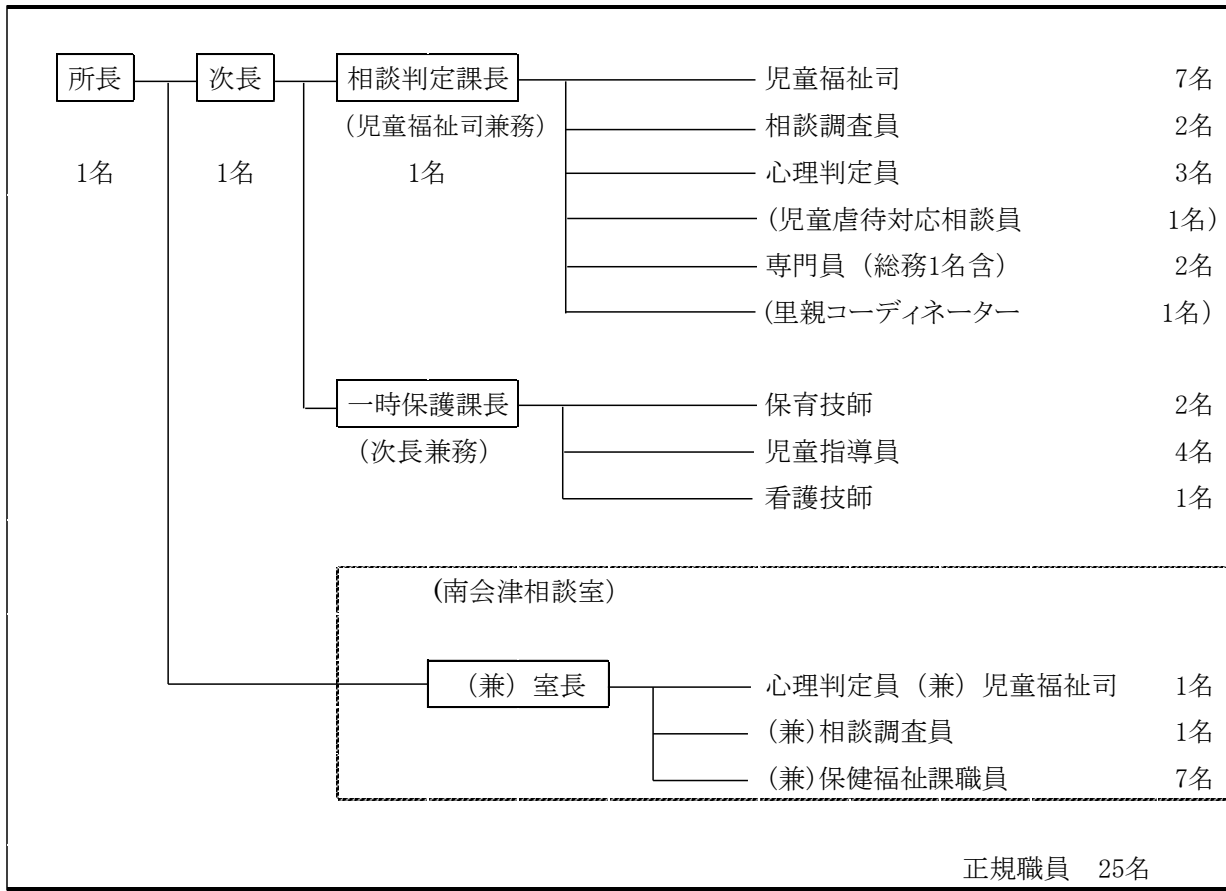 所長 次長 相談判定課長 児童福祉司 7名
(児童福祉司兼務) 相談調査員 2名
1名 1名 1名 心理判定員 3名
(児童虐待対応相談員 1名)
専門員（総務1名含） 2名
(里親コーディネーター 1名)
一時保護課長 保育技師 2名
(次長兼務) 児童指導員 4名
看護技師 1名
(南会津相談室)
（兼）室長 心理判定員（兼）児童福祉司 1名
(兼)相談調査員 1名
(兼)保健福祉課職員 7名
正規職員 25名